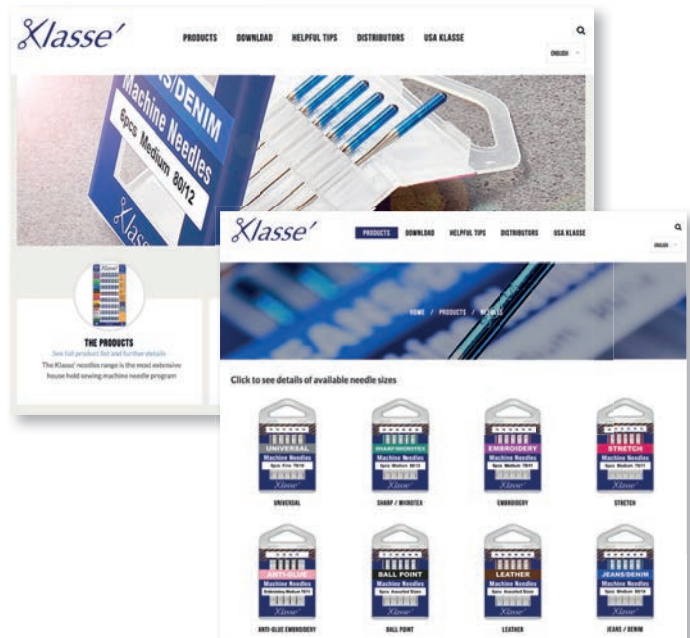 Klasse'
PRODUCTS DOWNLOAD HELPFUL TIPS DISTRIBUTORS USA KLASSE
ENGLISH
S/DENIM
Machine Needles
6pcs Medium 80/12
Klasse'
THE PRODUCTS
See full product list and further details
The Klasse' needles range is the most extensive
house hold sewing machine needle program
Klasse'
PRODUCTS DOWNLOAD HELPFUL TIPS DISTRIBUTORS USA KLASSE
ENGLISH
HOME / PRODUCTS / NEEDLES
Click to see details of available needle sizes
UNIVERSAL
Machine Needles
Klasse'
UNIVERSAL
SHARP/MICROTEX
Machine Needles
Klasse'
SHARP / MICROTEX
EMBROIDERY
Machine Needles
Klasse'
EMBROIDERY
STRETCH
Machine Needles
Klasse'
STRETCH
ANTI-GLUE
Klasse'
ANTI-GLUE EMBROIDERY
BALL POINT
Machine Needles
6pcs Assorted Sizes
Klasse'
BALL POINT
LEATHER
Machine Needles
Klasse'
LEATHER
JEANS/DENIM
Machine Needles
Klasse'
JEANS / DENIM